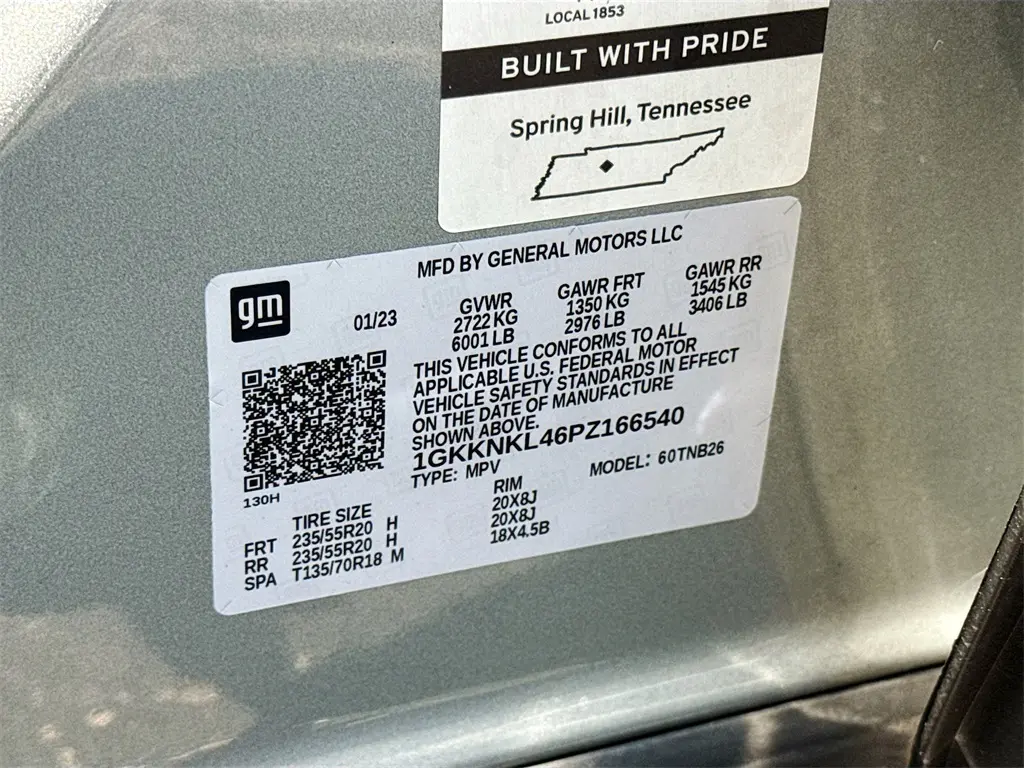 LOCAL 1853
BUILT WITH PRIDE
Spring Hill, Tennessee
MFD BY GENERAL MOTORS LLC
gm
01/23
GVWR
2722 KG
6001 LB
GAWR FRT
1350 KG
2976 LB
GAWR RR
1545 KG
3406 LB
THIS VEHICLE CONFORMS TO ALL
APPLICABLE U.S. FEDERAL MOTOR
VEHICLE SAFETY STANDARDS IN EFFECT
ON THE DATE OF MANUFACTURE
SHOWN ABOVE.
1GKKNKL46PZ166540
TYPE: MPV
MODEL: 60TNB26
130H
TIRE SIZE RIM
FRT 235/55R20 H 20X8J
RR 235/55R20 H 20X8J
SPA T135/70R18 M 18X4.5B